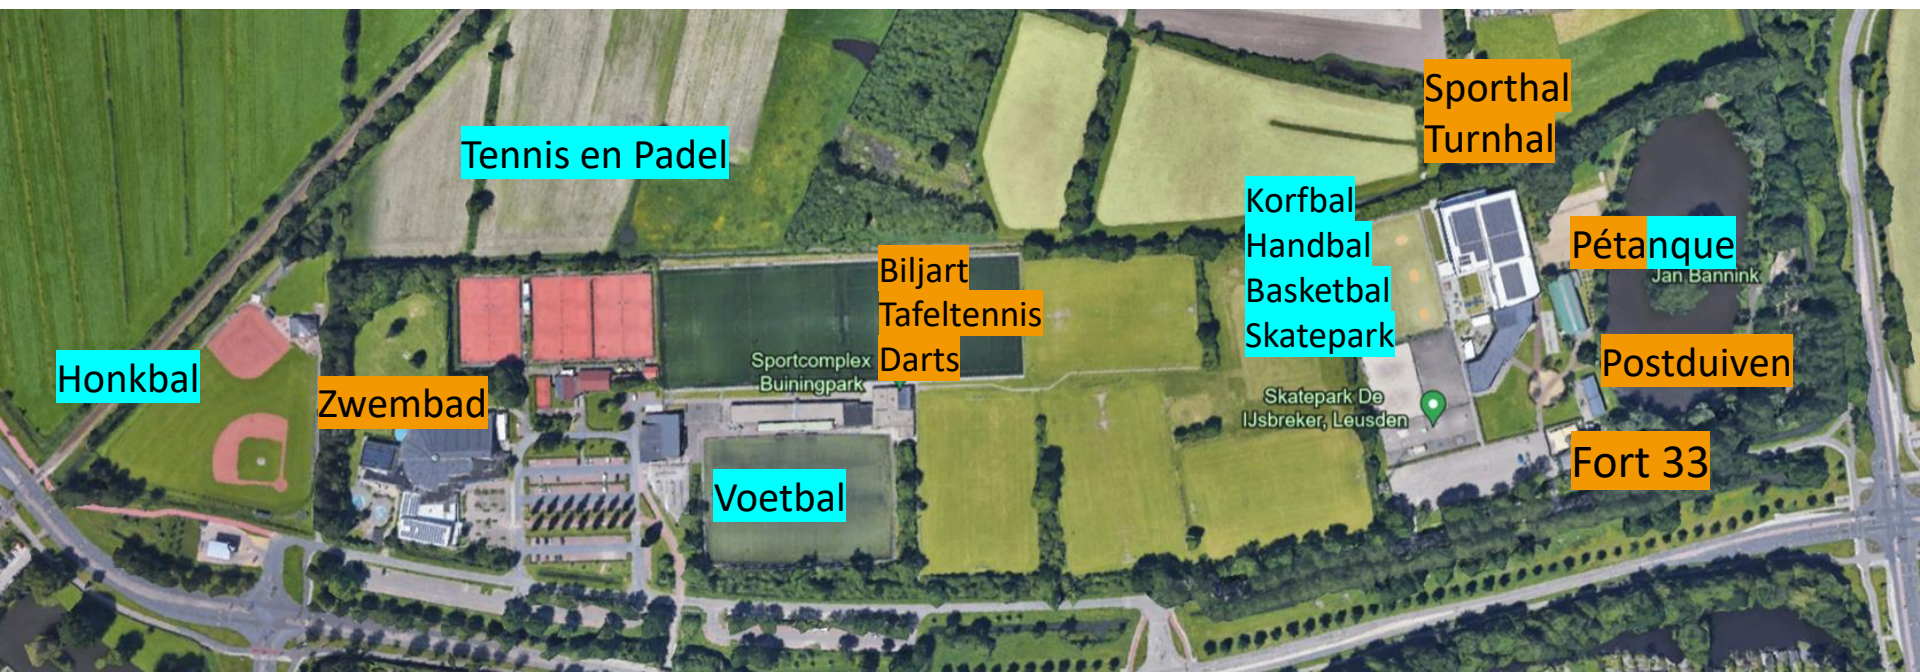 Sporthal
Turnhal
Tennis en Padel
Korfbal
Handbal
Basketbal
Skatepark
Pétanque
Jan Bannink
Biljart
Tafeltennis
Darts
Sportcomplex
Buiningpark
Honkbal
Zwembad
Postduiven
Skatepark De
IJsbreker, Leusden
Fort 33
Voetbal